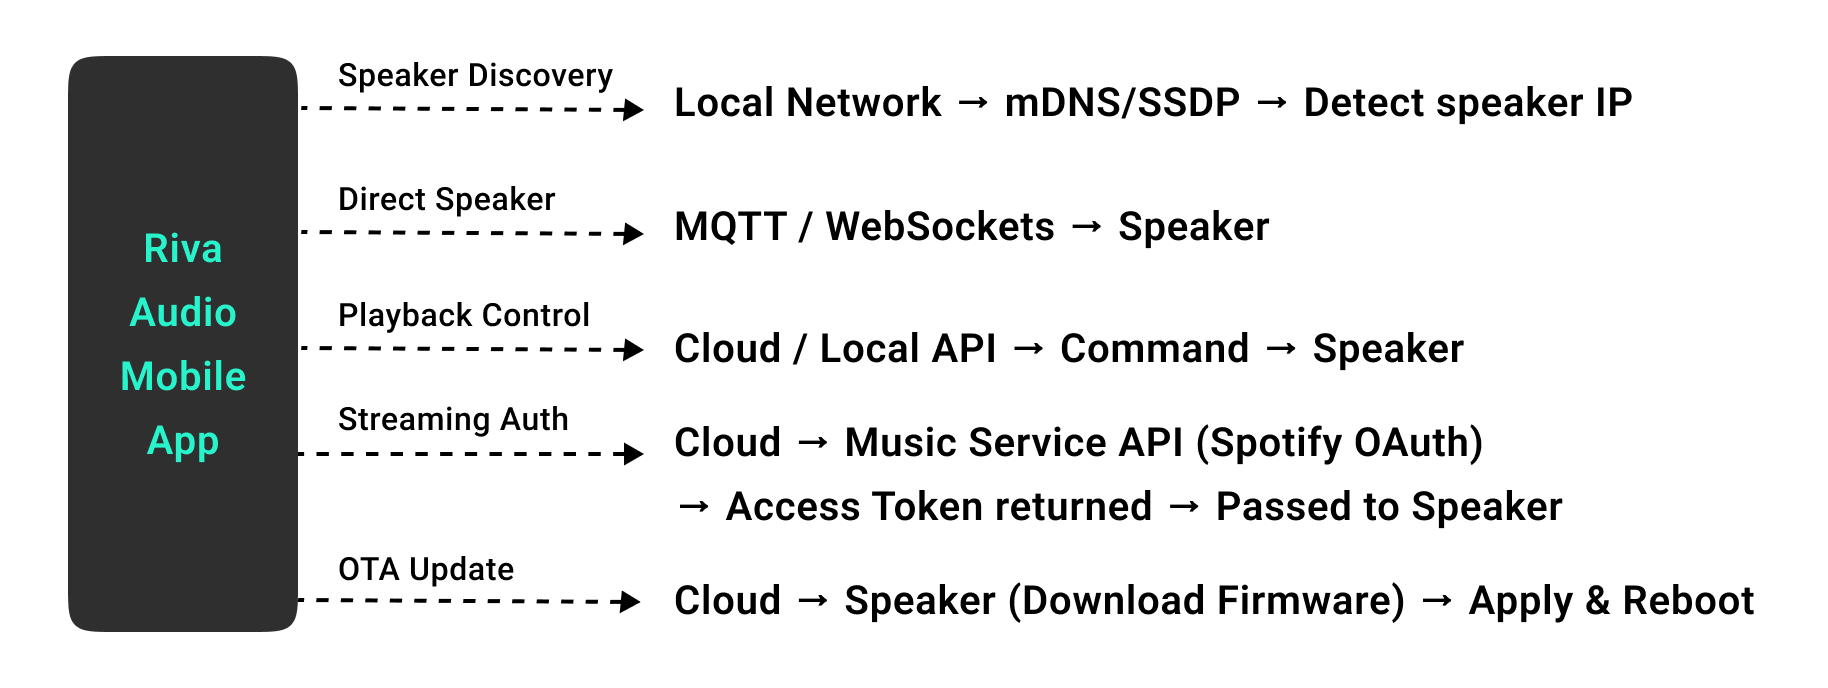 Riva
Audio
Mobile
App
Speaker Discovery
Local Network → mDNS/SSDP → Detect speaker IP
Direct Speaker
MQTT / WebSockets → Speaker
Playback Control
Cloud / Local API → Command → Speaker
Streaming Auth
Cloud → Music Service API (Spotify OAuth)
→ Access Token returned → Passed to Speaker
OTA Update
Cloud → Speaker (Download Firmware) → Apply & Reboot